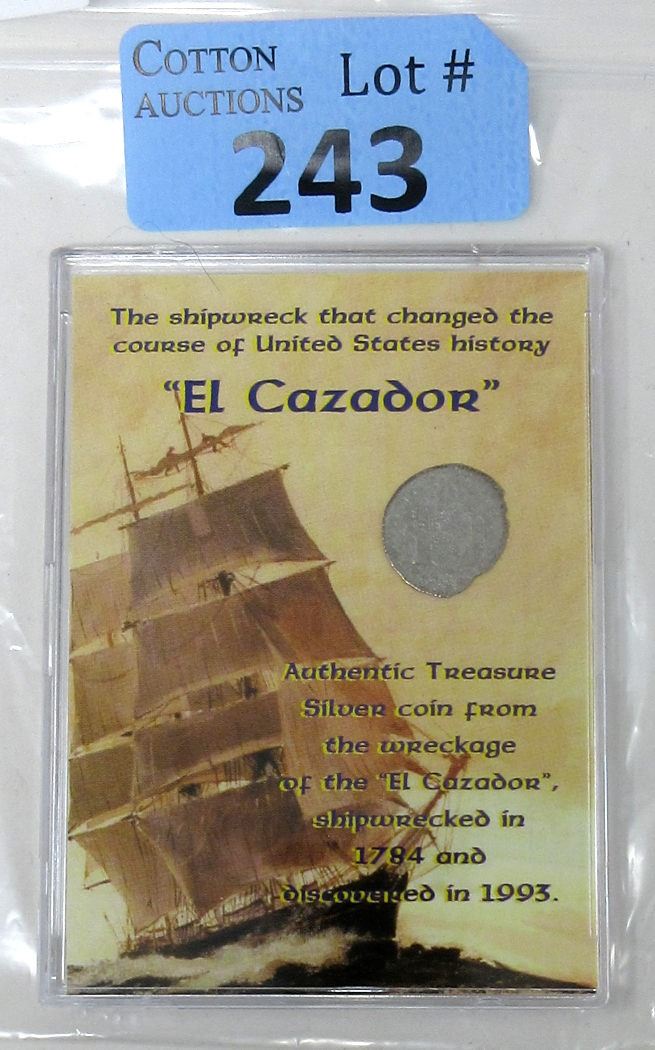 COTTON
AUCTIONS
Lot #
243
The shipwreck that changed the
course of United States history
"El Cazador"
Authentic Treasure
Silver coin from
the wreckage
of the "El Cazador",
shipwrecked in
1784 and
discovered in 1993.